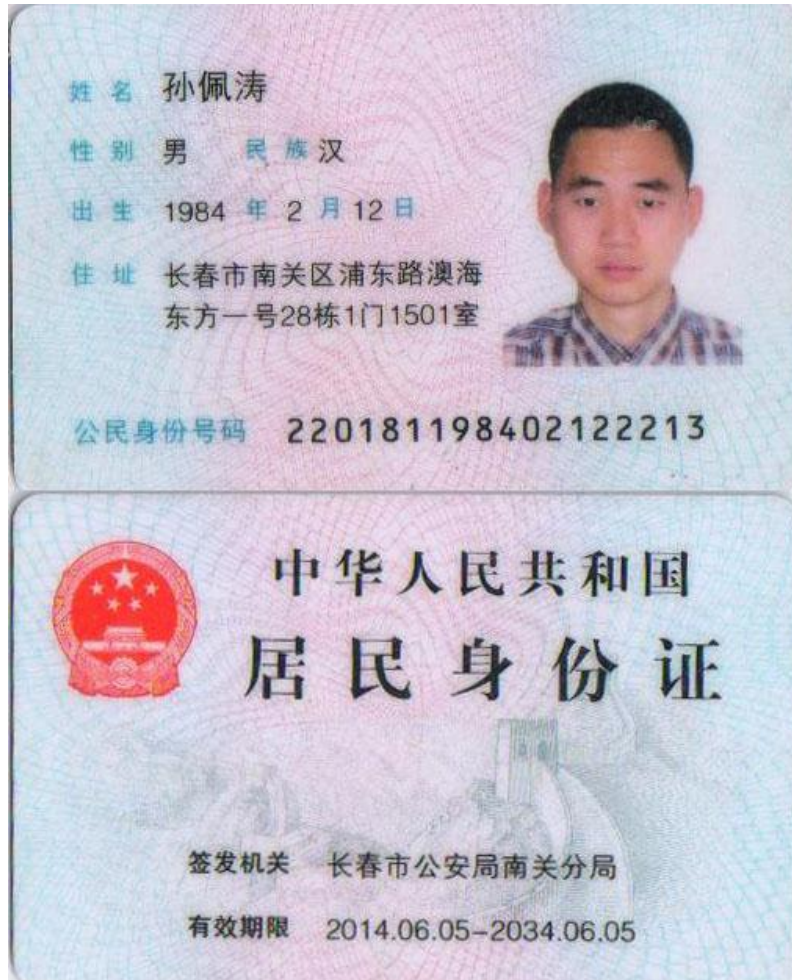 姓名 孙佩涛
性别 男 民族 汉
出生 1984 年 2 月 12 日
住址 长春市南关区浦东路澳海
东方一号28栋1门1501室
公民身份号码 220181198402122213
中华人民共和国
居民身份证
签发机关 长春市公安局南关分局
有效期限 2014.06.05-2034.06.05